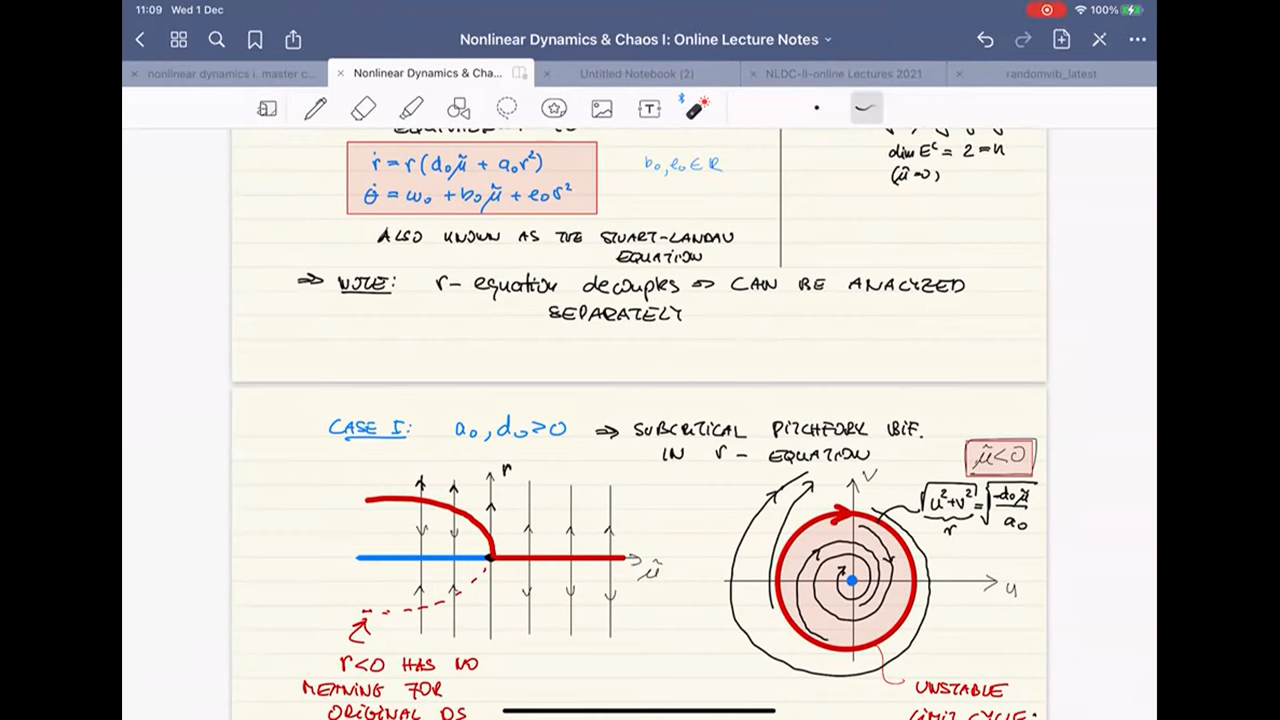 11:09 Wed 1 Dec
100%
Nonlinear Dynamics & Chaos I: Online Lecture Notes
nonlinear dynamics i. master c...
Nonlinear Dynamics & Cha...
Untitled Notebook (2)
NLDC-II-online Lectures 2021
randomvib_latest
ṙ = r(d₀μ̃ + a₀r²)
θ̇ = ω₀ + b₀μ̃ + e₀r²
b₀, e₀ ∈ ℝ
dim Eᶜ = 2 = n
(μ̃=0)
ALSO KNOWN AS THE STUART-LANDAU
EQUATION
⇒ NOTE: r- equation decouples ⇒ CAN BE ANALYZED
SEPARATELY
CASE I: a₀, d₀ > 0 ⇒ SUBCRITICAL PITCHFORK BIF.
IN r - EQUATION
μ̃<0
r
μ̃
v
√(u²+v²) = √(-d₀μ̃/a₀)
r
u
r<0 HAS NO
MEANING FOR
ORIGINAL DS
UNSTABLE
LIMIT CYCLE: